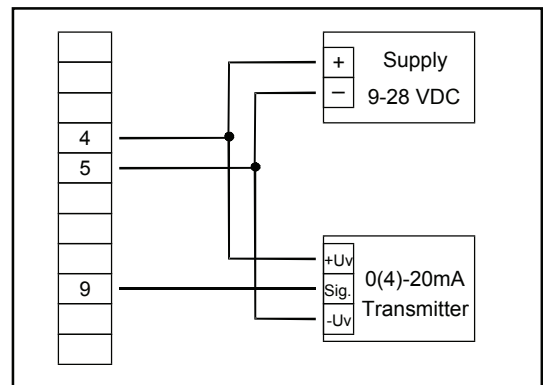 4
5
9
+
–
Supply
9-28 VDC
+Uv
Sig.
-Uv
0(4)-20mA
Transmitter